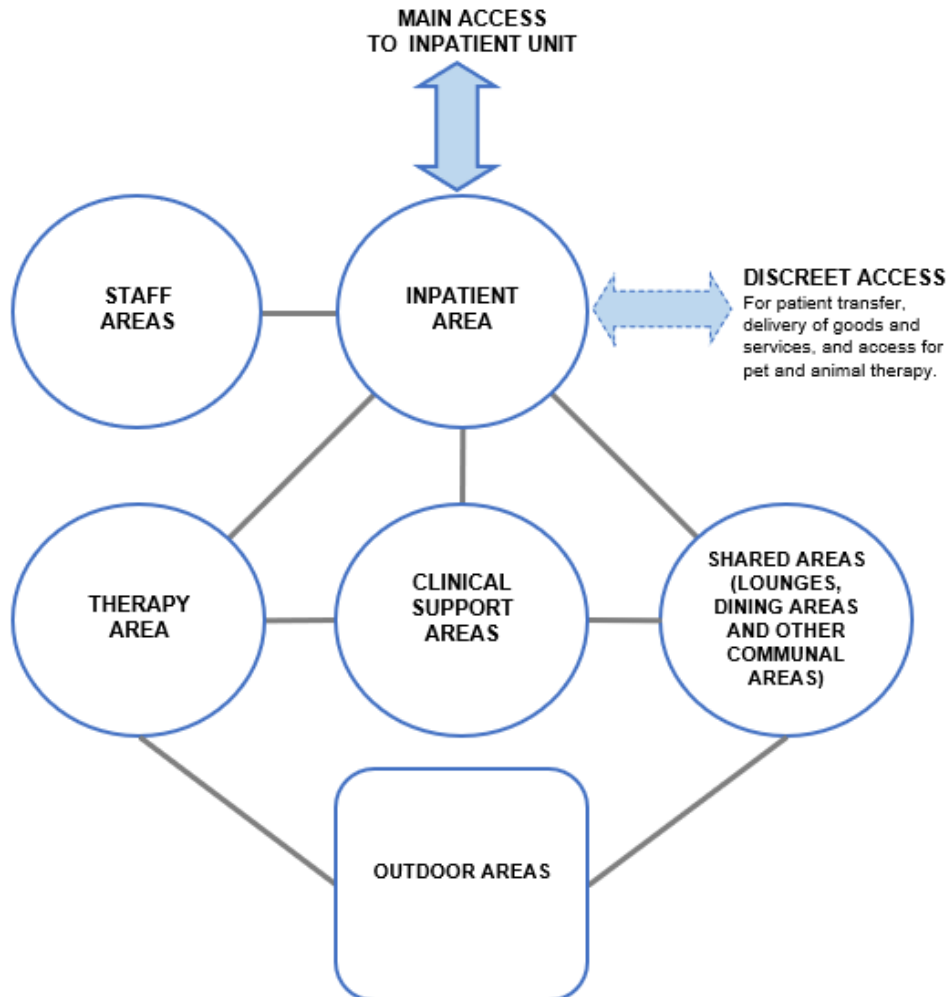 MAIN ACCESS
TO INPATIENT UNIT
STAFF
AREAS
INPATIENT
AREA
DISCREET ACCESS
For patient transfer,
delivery of goods and
services, and access for
pet and animal therapy.
THERAPY
AREA
CLINICAL
SUPPORT
AREAS
SHARED AREAS
(LOUNGES,
DINING AREAS
AND OTHER
COMMUNAL
AREAS)
OUTDOOR AREAS